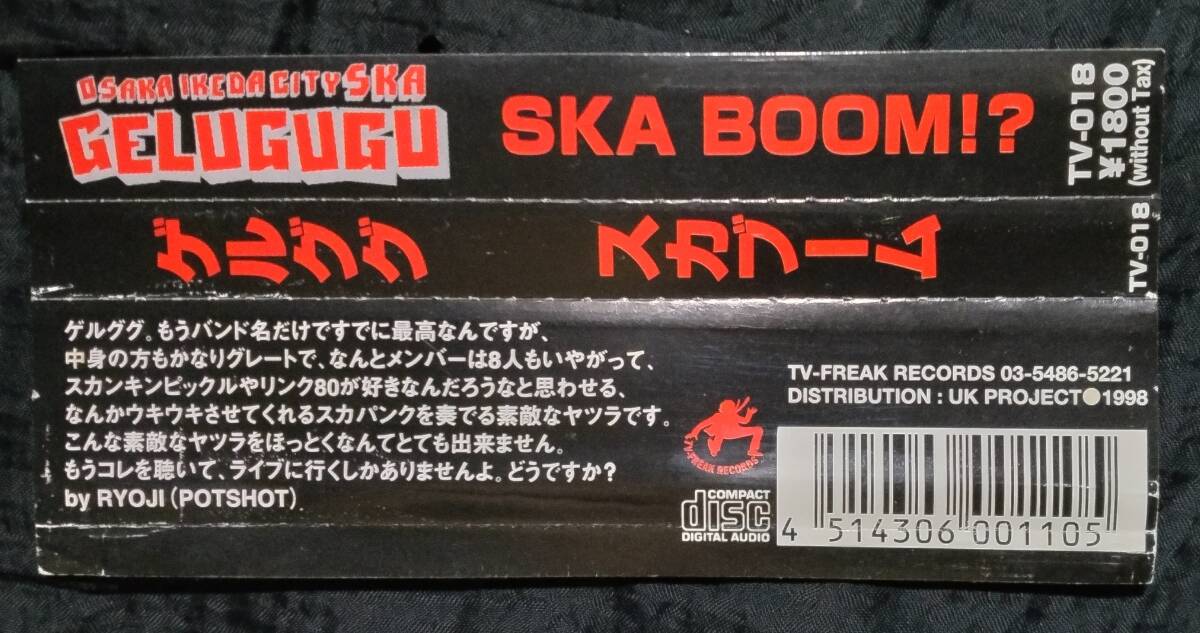 OSAKA IKEDA CITY SKA
GELUGUGU
SKA BOOM!?
TV-018
¥1800
(without Tax)
ゲルググ
スカブーム
TV-018
ゲルググ。もうバンド名だけですでに最高なんですが、
中身の方もかなりグレートで、なんとメンバーは8人もいやがって、
スカンキンピックルやリンク80が好きなんだろうなと思わせる、
なんかウキウキさせてくれるスカパンクを奏でる素敵なヤツラです。
こんな素敵なヤツラをほっとくなんてとても出来ません。
もうコレを聴いて、ライブに行くしかありませんよ。どうですか?
by RYOJI (POTSHOT)
TV-FREAK RECORDS 03-5486-5221
DISTRIBUTION : UK PROJECT●1998
TV-FREAK RECORDS
COMPACT
disc
DIGITAL AUDIO
4 514306 001105